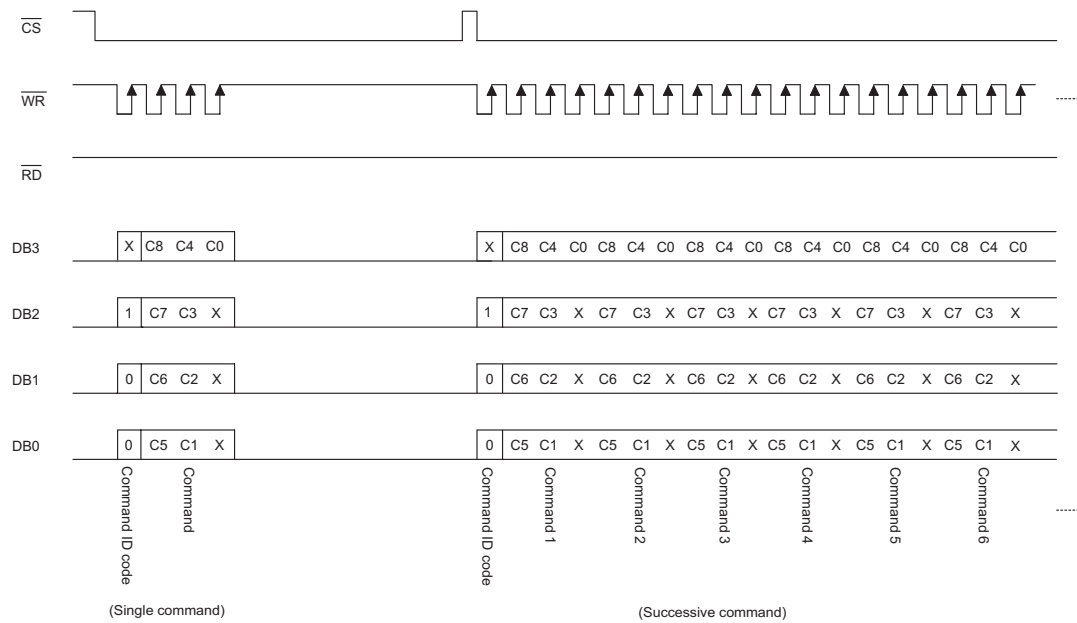 CS
WR
RD
DB3 X C8 C4 C0 X C8 C4 C0 C8 C4 C0 C8 C4 C0 C8 C4 C0 C8 C4 C0 C8 C4 C0
DB2 1 C7 C3 X 1 C7 C3 X C7 C3 X C7 C3 X C7 C3 X C7 C3 X C7 C3 X
DB1 0 C6 C2 X 0 C6 C2 X C6 C2 X C6 C2 X C6 C2 X C6 C2 X C6 C2 X
DB0 0 C5 C1 X 0 C5 C1 X C5 C1 X C5 C1 X C5 C1 X C5 C1 X C5 C1 X
Command ID code
Command
Command ID code
Command 1
Command 2
Command 3
Command 4
Command 5
Command 6
(Single command)
(Successive command)